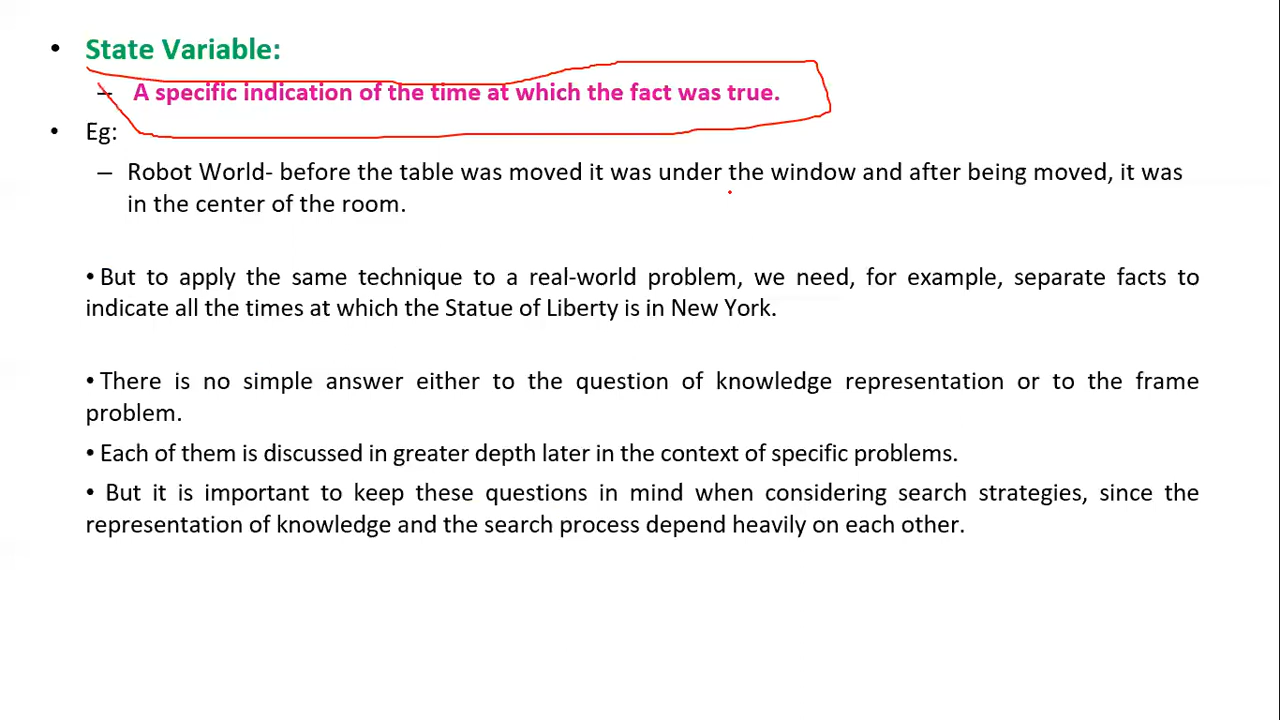 • State Variable:
– A specific indication of the time at which the fact was true.
• Eg:
– Robot World- before the table was moved it was under the window and after being moved, it was
in the center of the room.
• But to apply the same technique to a real-world problem, we need, for example, separate facts to
indicate all the times at which the Statue of Liberty is in New York.
• There is no simple answer either to the question of knowledge representation or to the frame
problem.
• Each of them is discussed in greater depth later in the context of specific problems.
• But it is important to keep these questions in mind when considering search strategies, since the
representation of knowledge and the search process depend heavily on each other.